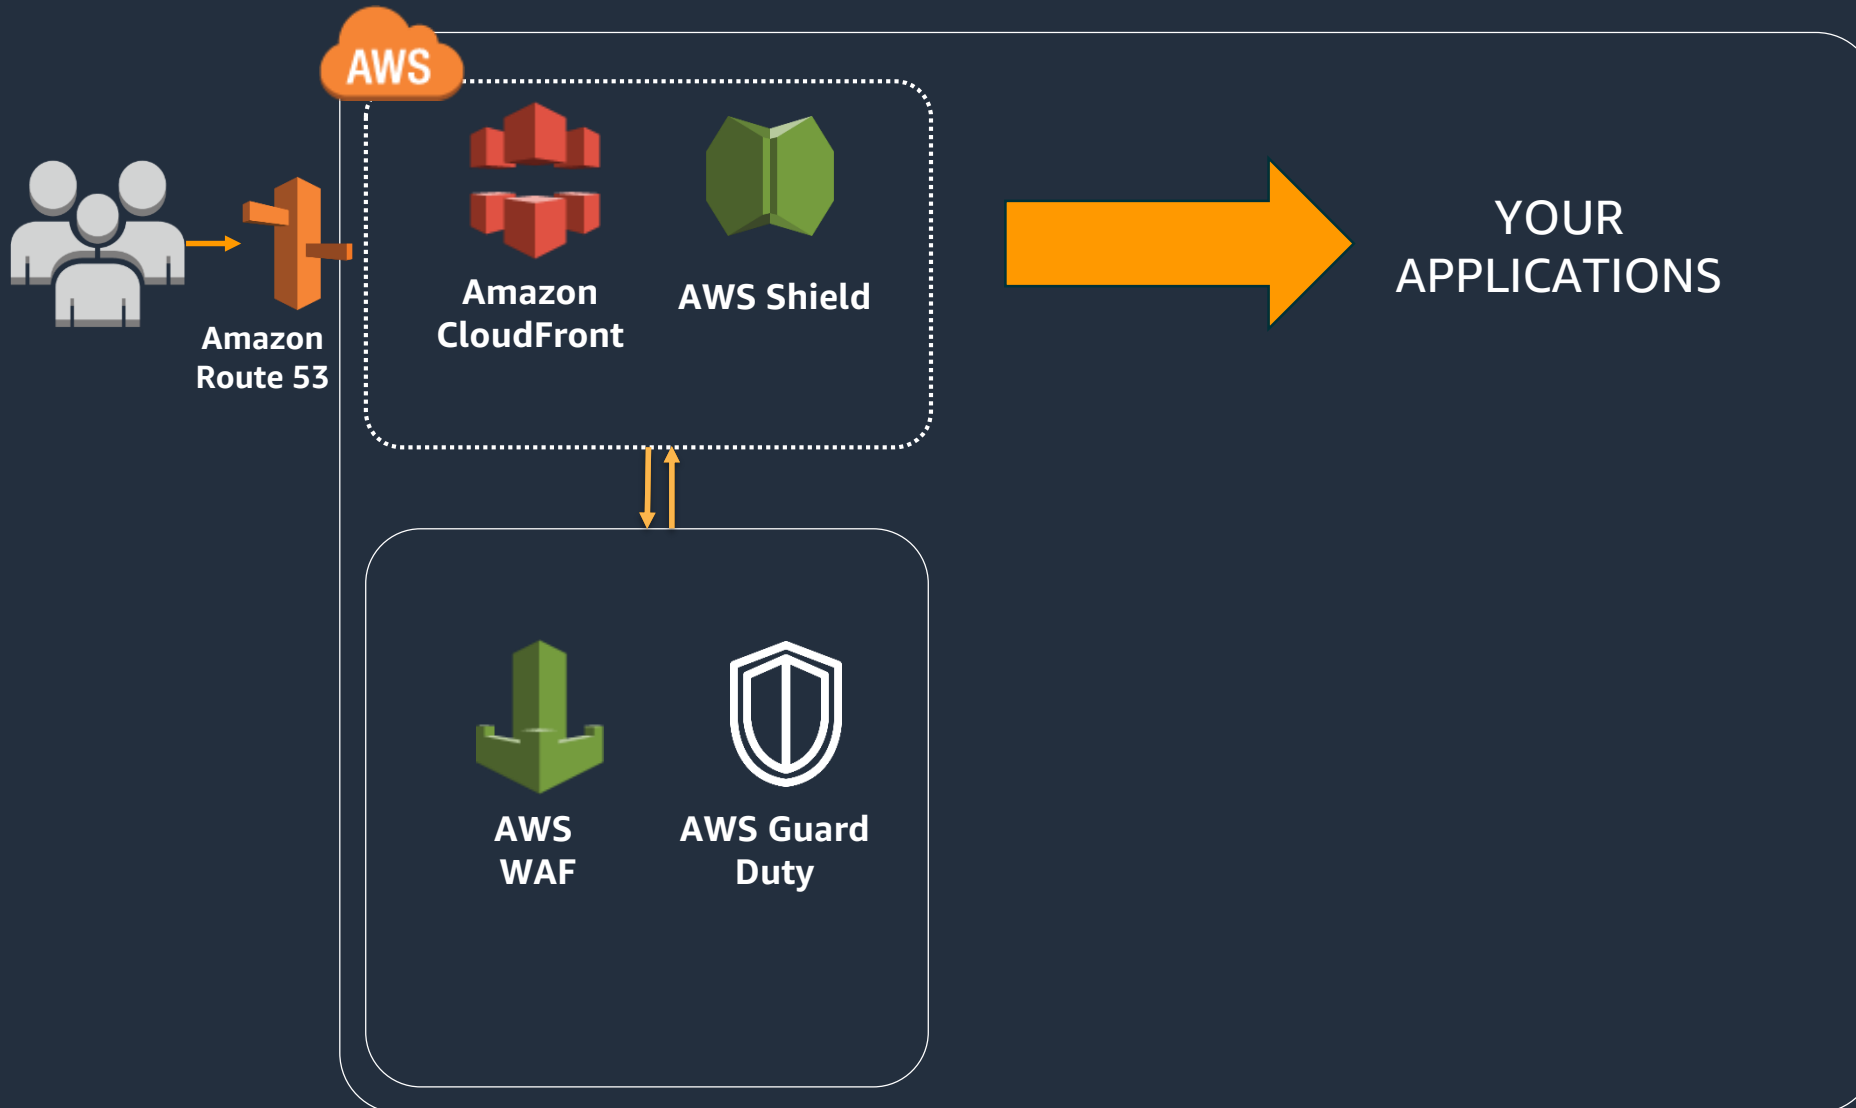 AWS
Amazon
Route 53
Amazon
CloudFront
AWS Shield
YOUR
APPLICATIONS
AWS
WAF
AWS Guard
Duty